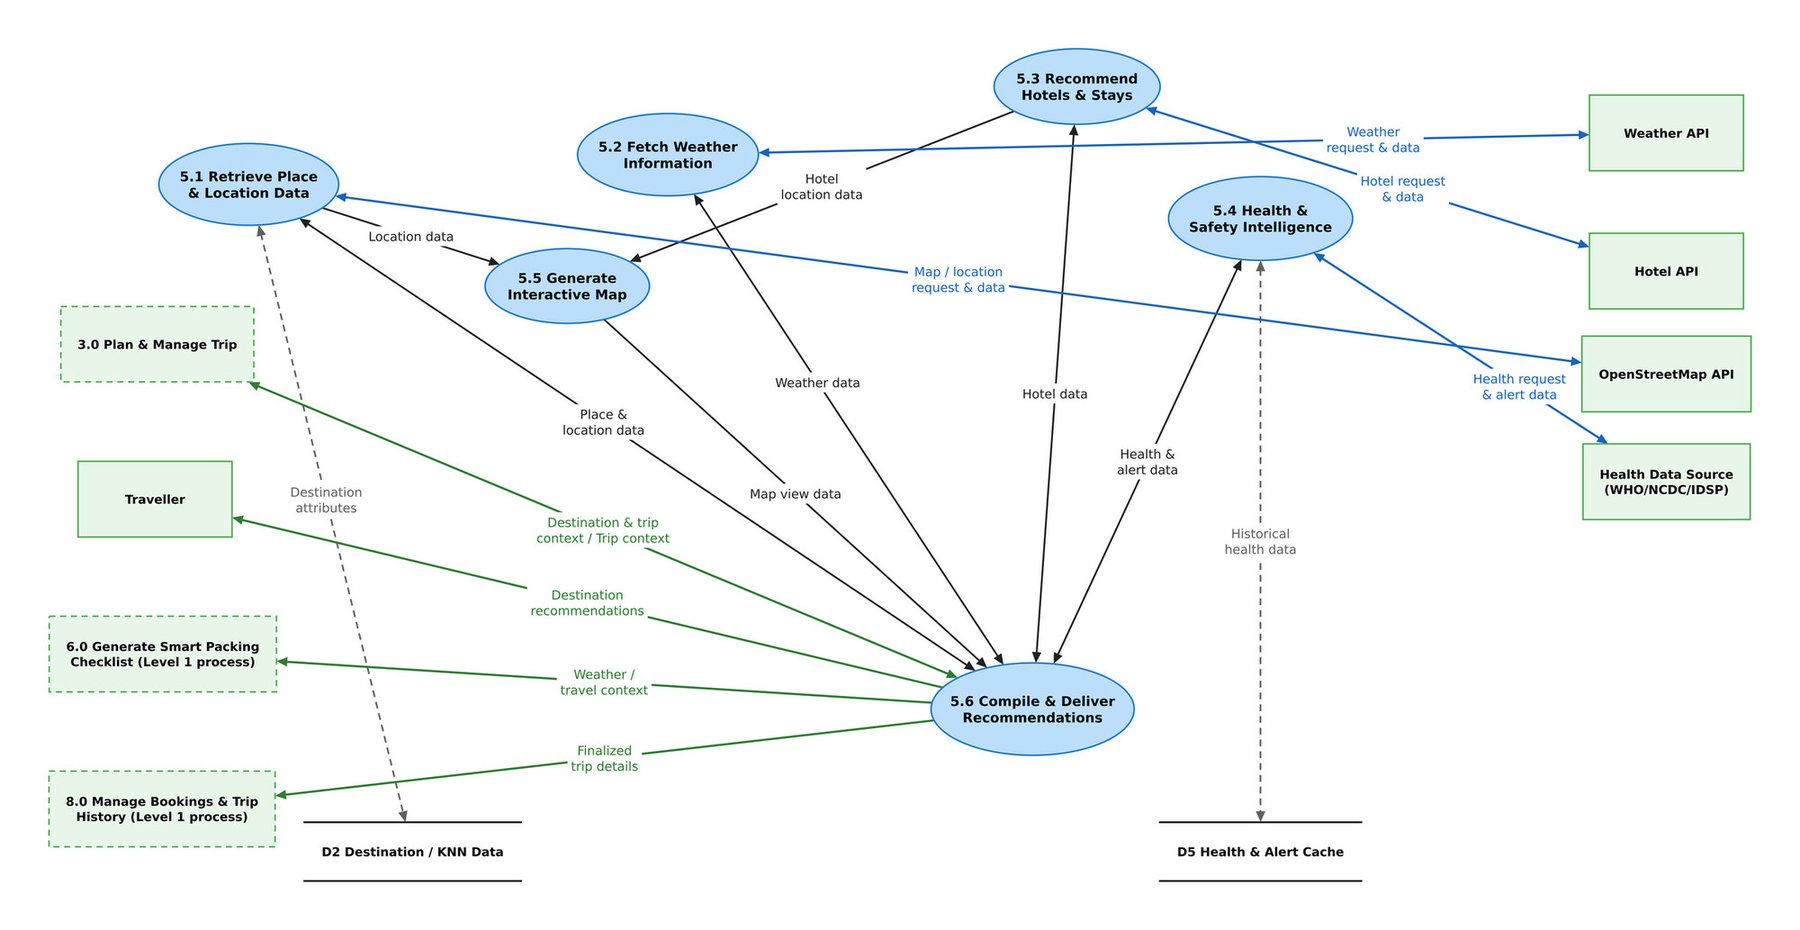 5.3 Recommend
Hotels & Stays
Weather API
5.2 Fetch Weather
Information
Weather
request & data
5.1 Retrieve Place
& Location Data
Hotel
location data
Hotel request
& data
5.4 Health &
Safety Intelligence
Location data
5.5 Generate
Interactive Map
Map / location
request & data
Hotel API
3.0 Plan & Manage Trip
Weather data
Hotel data
Health request
& alert data
OpenStreetMap API
Place &
location data
Health &
alert data
Health Data Source
(WHO/NCDC/IDSP)
Traveller
Destination
attributes
Map view data
Destination & trip
context / Trip context
Historical
health data
Destination
recommendations
6.0 Generate Smart Packing
Checklist (Level 1 process)
Weather /
travel context
5.6 Compile & Deliver
Recommendations
Finalized
trip details
8.0 Manage Bookings & Trip
History (Level 1 process)
D2 Destination / KNN Data
D5 Health & Alert Cache